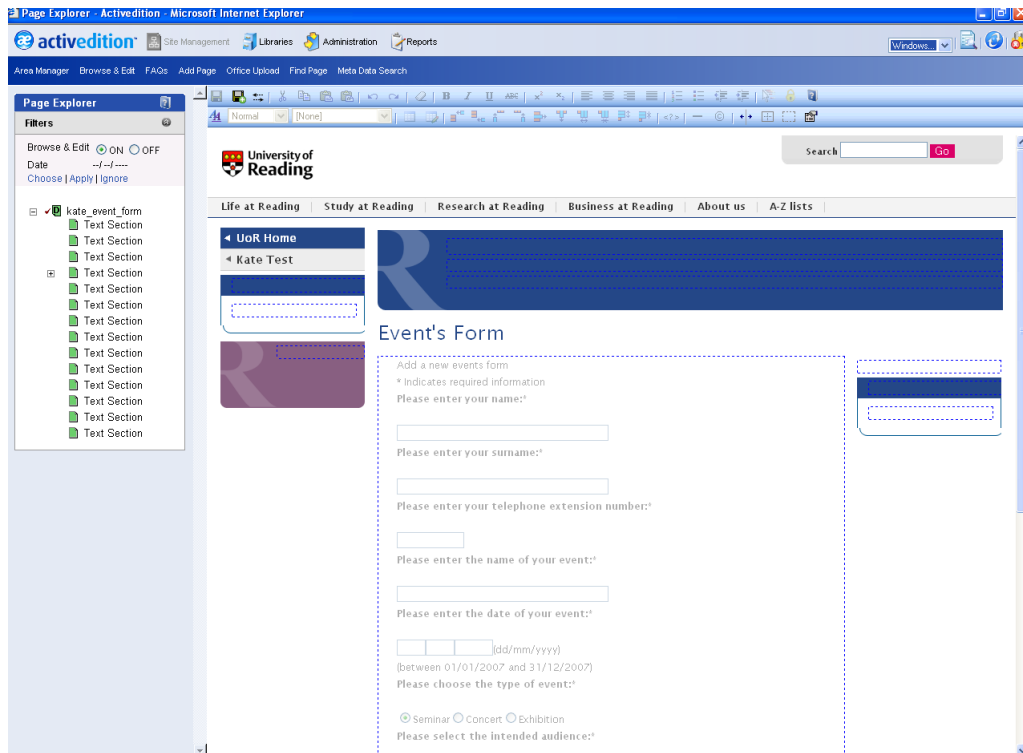 Page Explorer - Activedition - Microsoft Internet Explorer
æ activedition Site Management Libraries Administration Reports Windows...
Area Manager Browse & Edit FAQs Add Page Office Upload Find Page Meta Data Search
Page Explorer
Filters
Browse & Edit ON OFF
Date --/--/----
Choose | Apply | Ignore
kate_event_form
Text Section
Text Section
Text Section
Text Section
Text Section
Text Section
Text Section
Text Section
Text Section
Text Section
Text Section
Text Section
Text Section
Text Section
B I U ABC x² x₁
Normal [None] <?>
University of
Reading
Search Go
Life at Reading Study at Reading Research at Reading Business at Reading About us A-Z lists
UoR Home
Kate Test
R
R
Event's Form
Add a new events form
* Indicates required information
Please enter your name:*
Please enter your surname:*
Please enter your telephone extension number:*
Please enter the name of your event:*
Please enter the date of your event:*
(dd/mm/yyyy)
(between 01/01/2007 and 31/12/2007)
Please choose the type of event:*
Seminar Concert Exhibition
Please select the intended audience:*